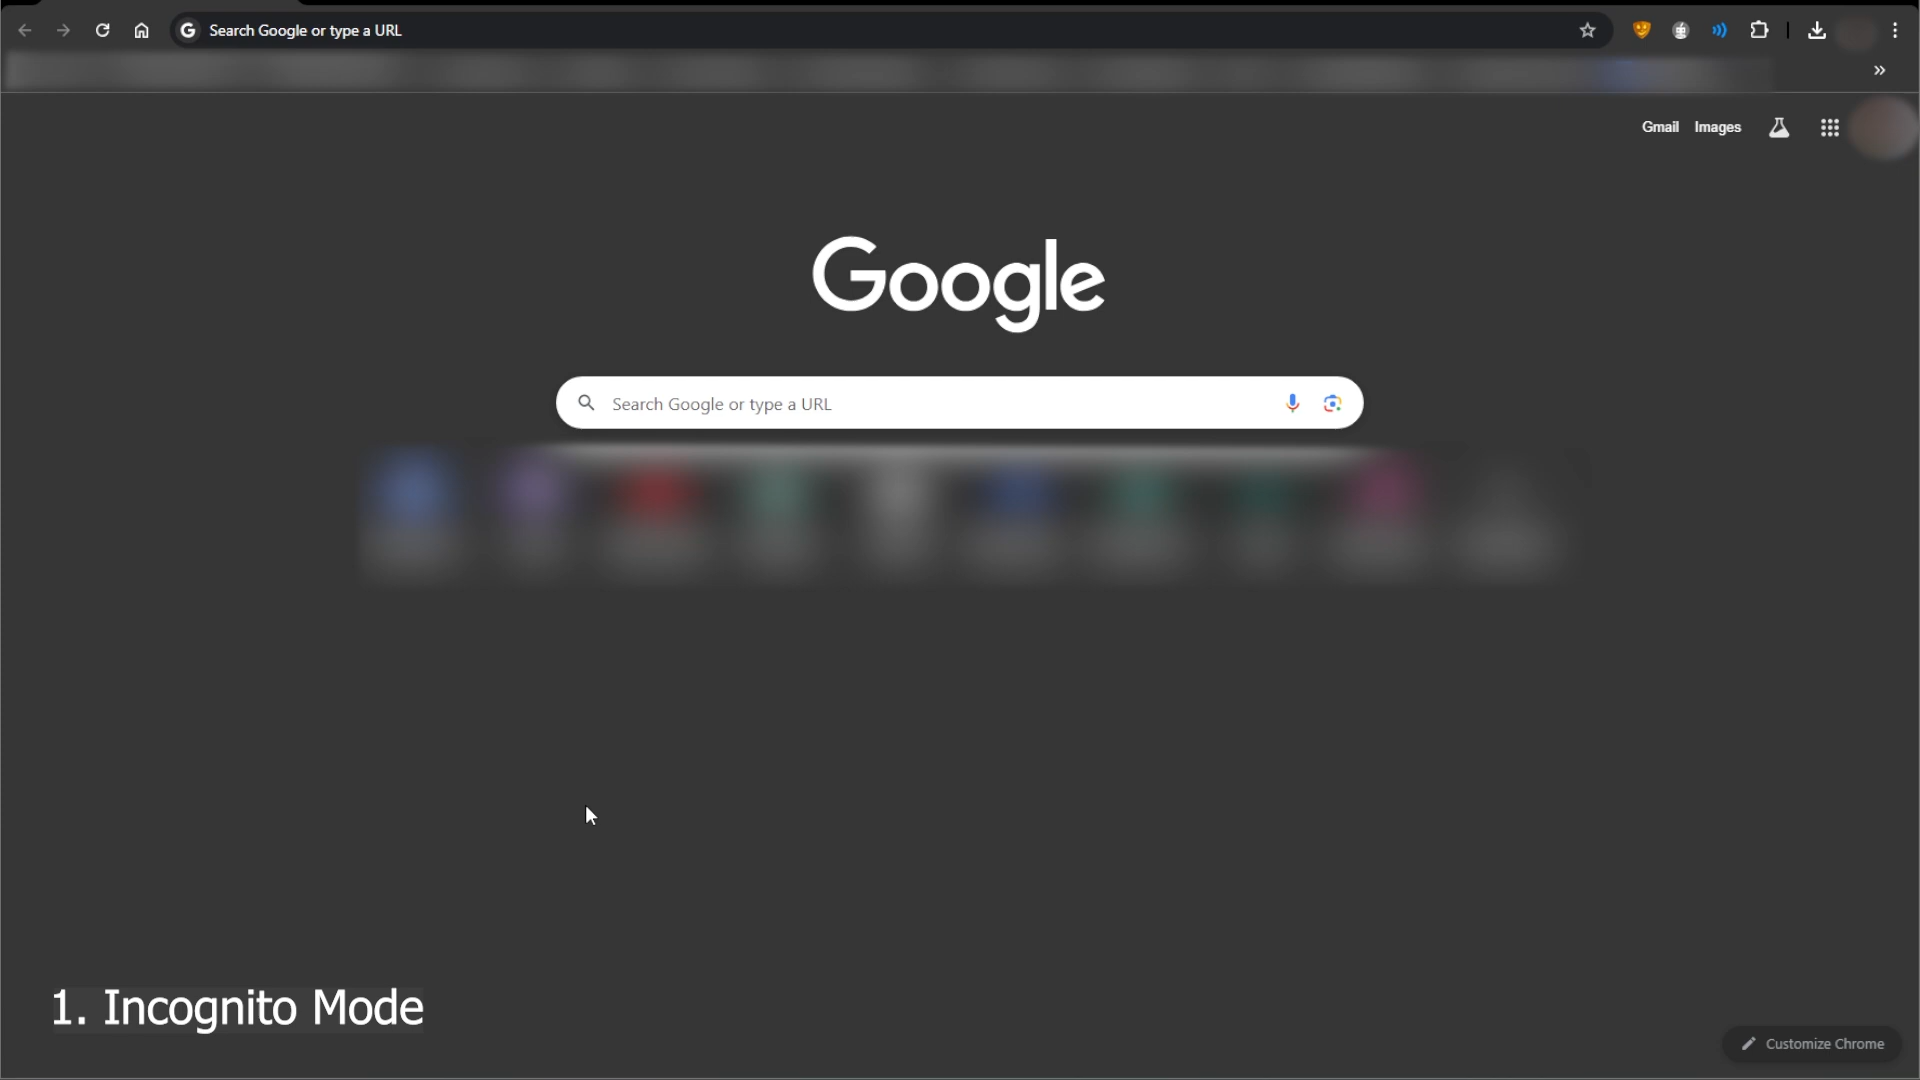 Search Google or type a URL
Gmail Images
Google
Search Google or type a URL
1. Incognito Mode
Customize Chrome